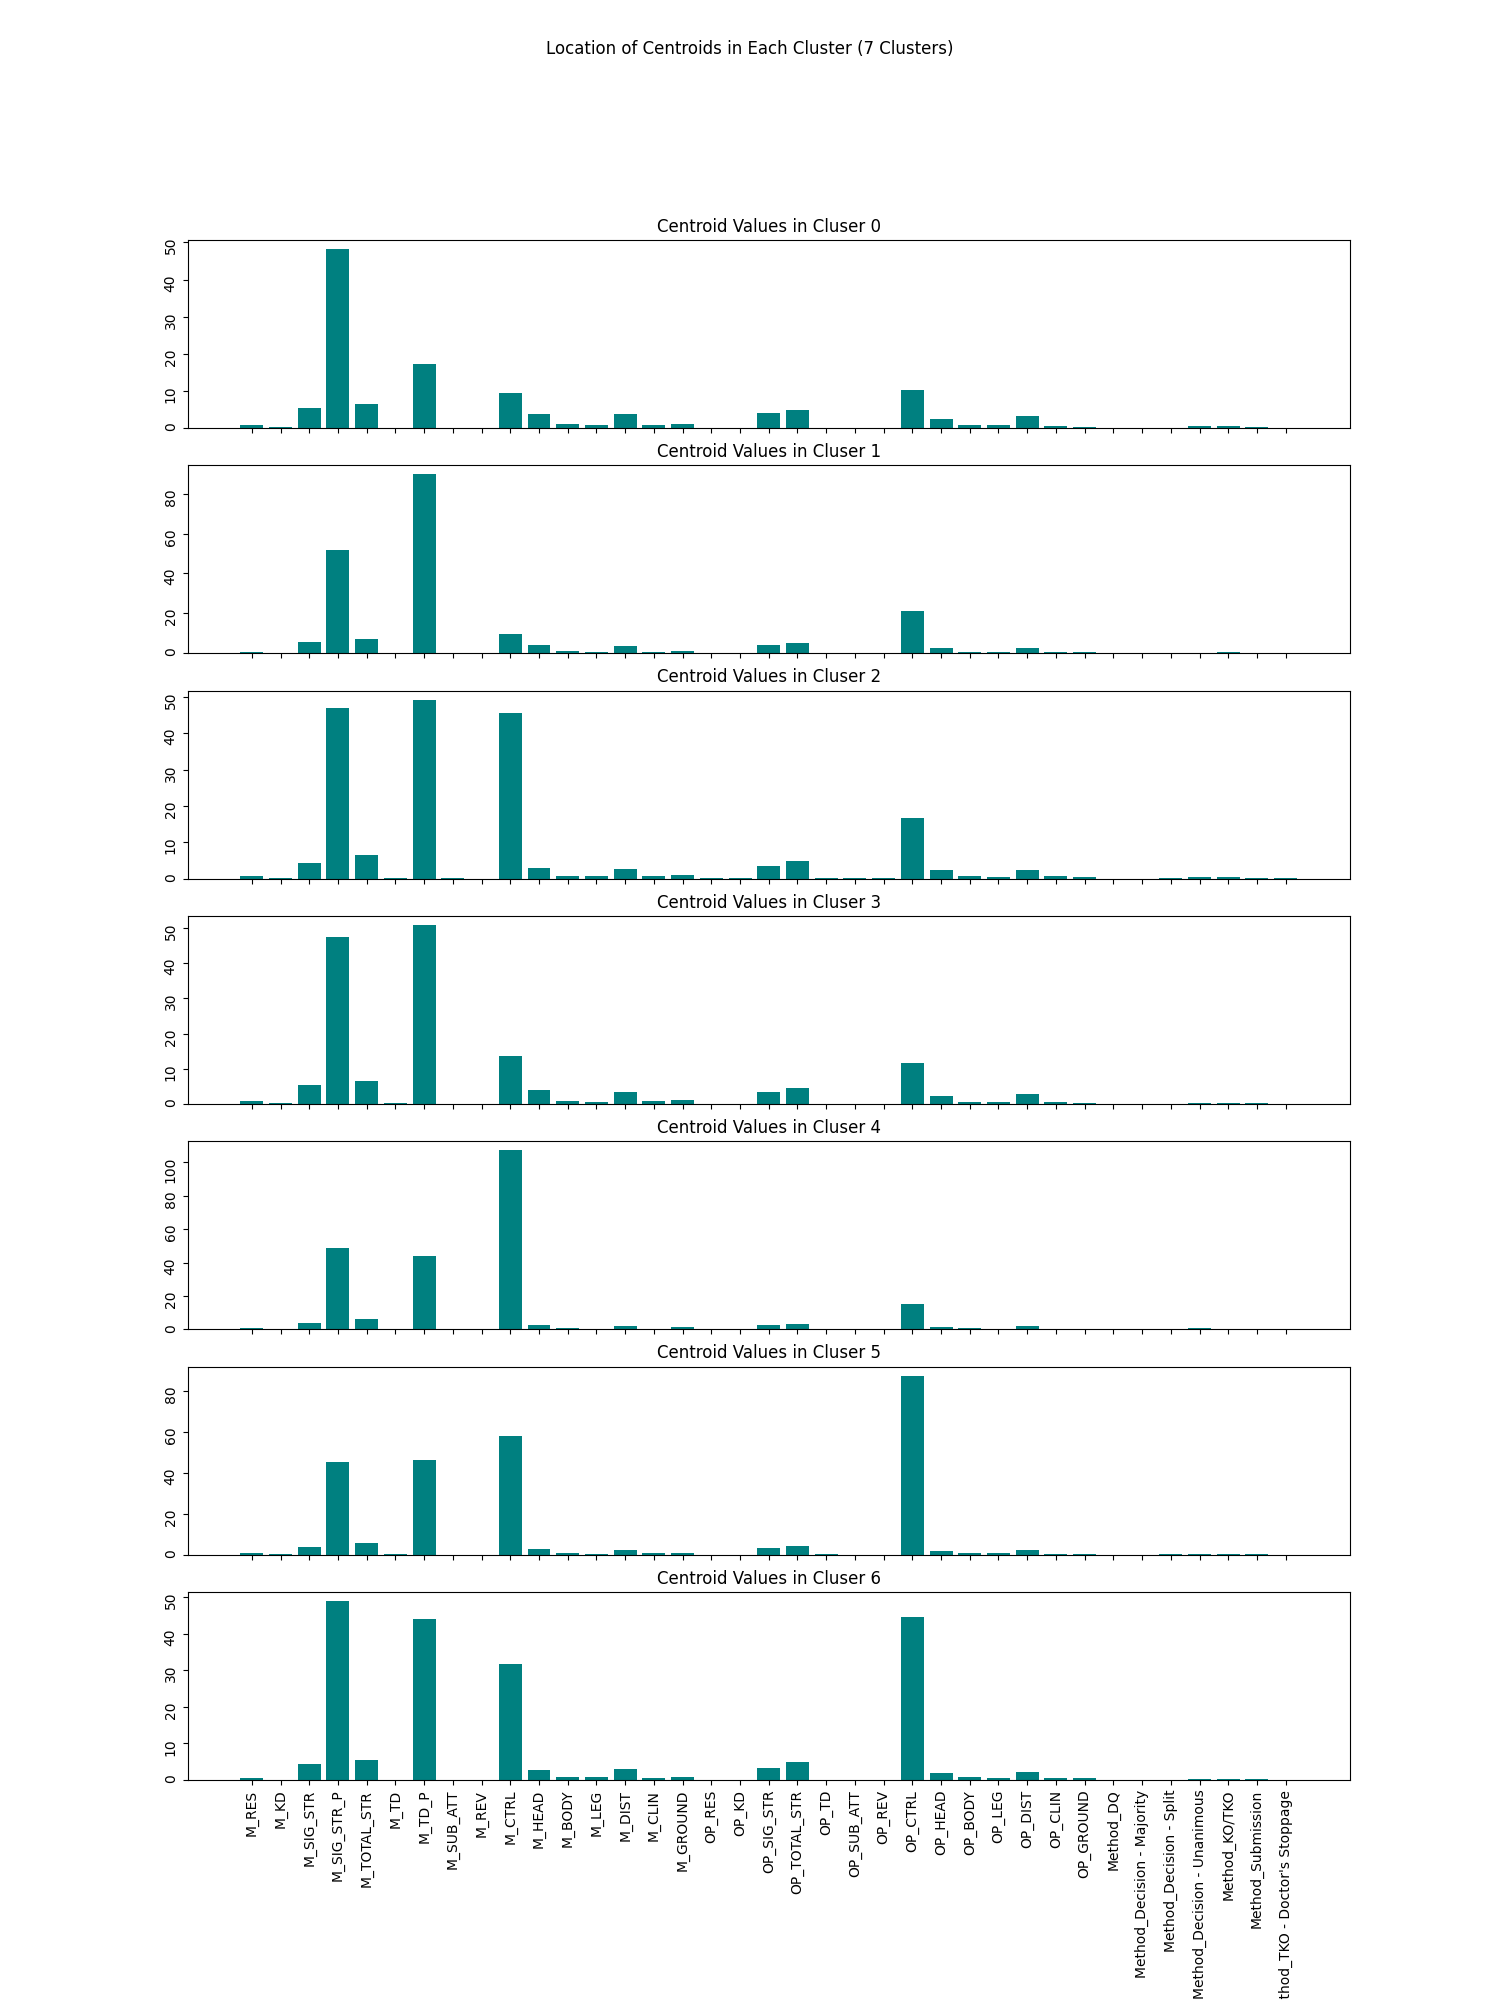 Location of Centroids in Each Cluster (7 Clusters)
Centroid Values in Cluser 0
50
40
30
20
10
0
Centroid Values in Cluser 1
80
60
40
20
0
Centroid Values in Cluser 2
50
40
30
20
10
0
Centroid Values in Cluser 3
50
40
30
20
10
0
Centroid Values in Cluser 4
100
80
60
40
20
0
Centroid Values in Cluser 5
80
60
40
20
0
Centroid Values in Cluser 6
50
40
30
20
10
0
M_RES
M_KD
M_SIG_STR
M_SIG_STR_P
M_TOTAL_STR
M_TD
M_TD_P
M_SUB_ATT
M_REV
M_CTRL
M_HEAD
M_BODY
M_LEG
M_DIST
M_CLIN
M_GROUND
OP_RES
OP_KD
OP_SIG_STR
OP_TOTAL_STR
OP_TD
OP_SUB_ATT
OP_REV
OP_CTRL
OP_HEAD
OP_BODY
OP_LEG
OP_DIST
OP_CLIN
OP_GROUND
Method_DQ
Method_Decision - Majority
Method_Decision - Split
Method_Decision - Unanimous
Method_KO/TKO
Method_Submission
thod_TKO - Doctor's Stoppage